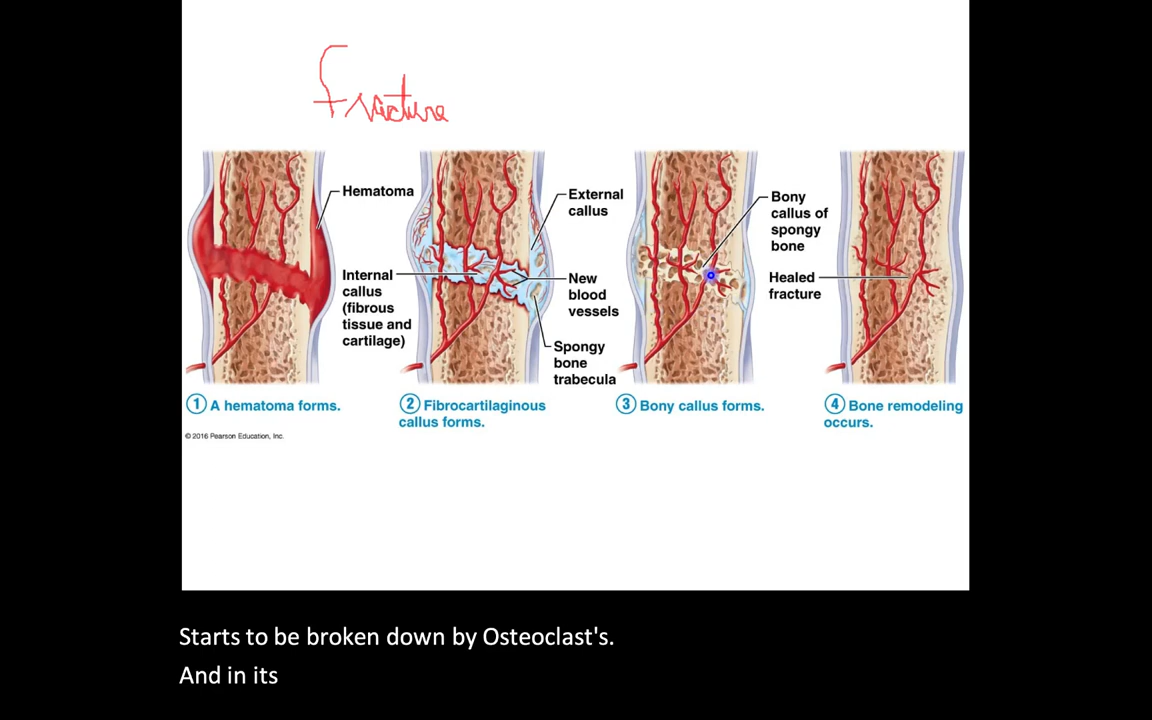 Fracture
Hematoma
Internal
callus
(fibrous
tissue and
cartilage)
External
callus
New
blood
vessels
Spongy
bone
trabecula
Bony
callus of
spongy
bone
Healed
fracture
1 A hematoma forms.
2 Fibrocartilaginous
callus forms.
3 Bony callus forms.
4 Bone remodeling
occurs.
© 2016 Pearson Education, Inc.
Starts to be broken down by Osteoclast's.
And in its